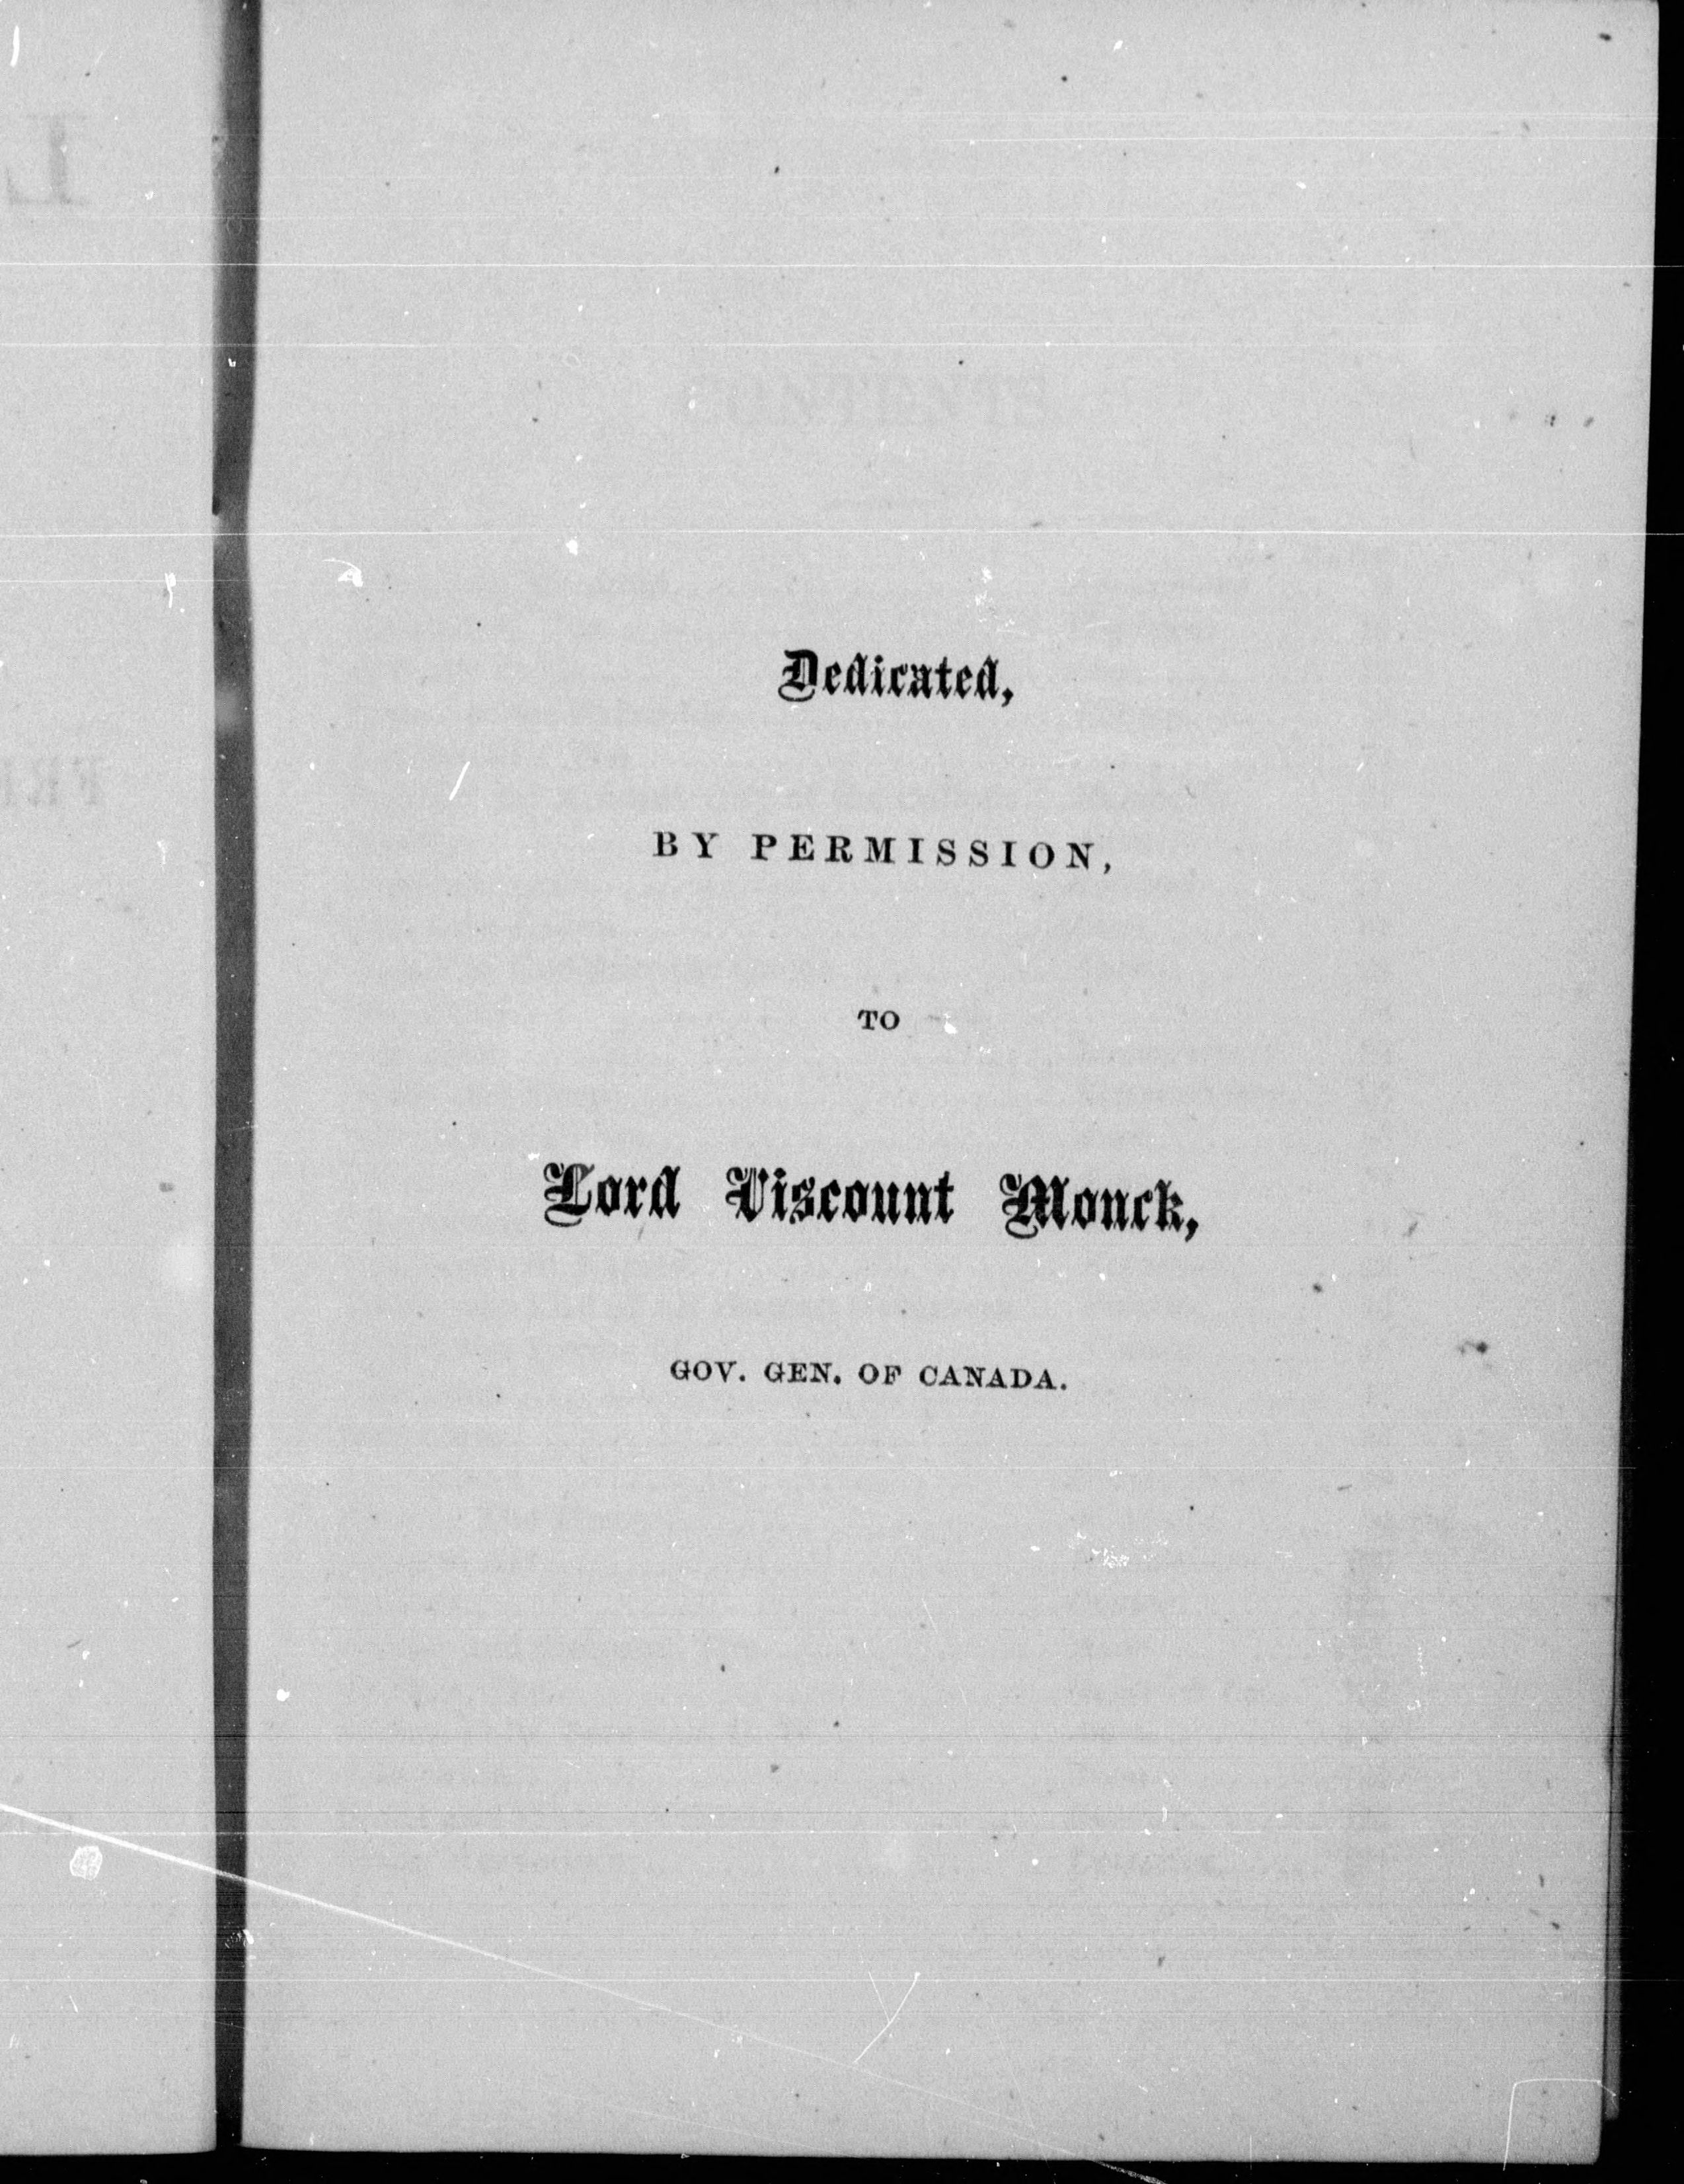 Dedicated,
BY PERMISSION,
TO
Lord Viscount Monck,
GOV. GEN. OF CANADA.